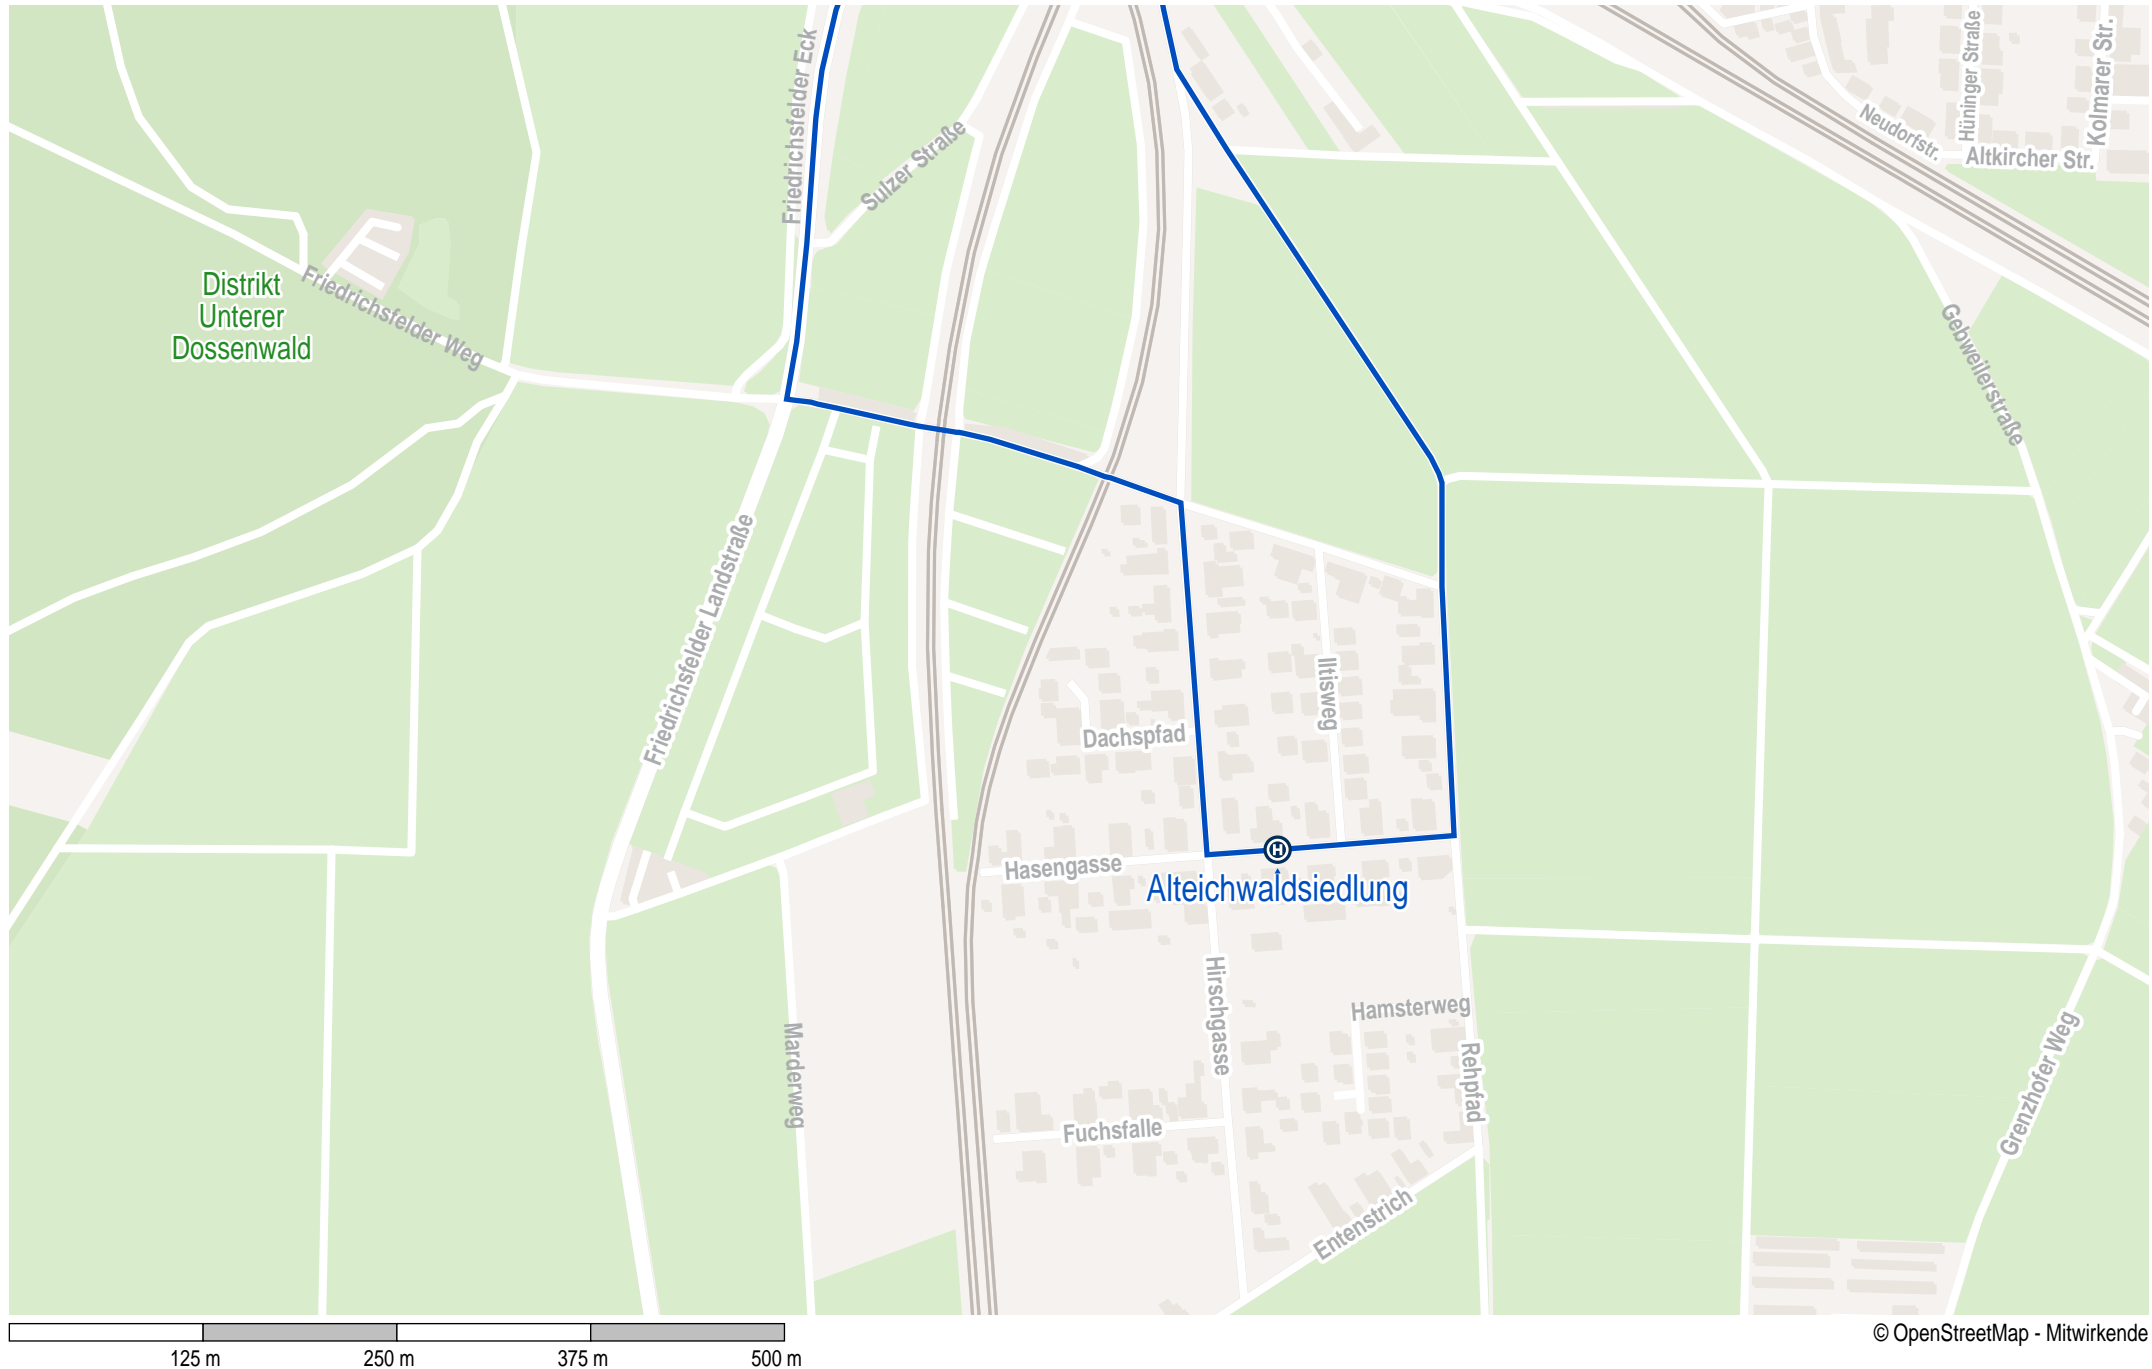 Friedrichsfelder Eck
Sulzer Straße
Hüninger Straße
Kolmarer Str.
Neudorfstr.
Altkircher Str.
Distrikt
Unterer
Dossenwald
Friedrichsfelder Weg
Gebweilerstraße
Friedrichsfelder Landstraße
Iltisweg
Dachspfad
Hasengasse
H
Alteichwaldsiedlung
Hirschgasse
Hamsterweg
Marderweg
Rehpfad
Grenzhofer Weg
Fuchsfalle
Entenstrich
125 m
250 m
375 m
500 m
© OpenStreetMap - Mitwirkende